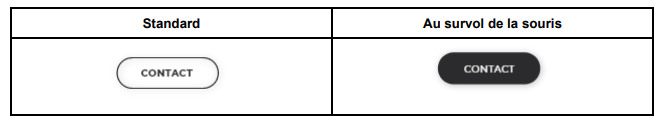 Standard
Au survol de la souris
CONTACT
CONTACT